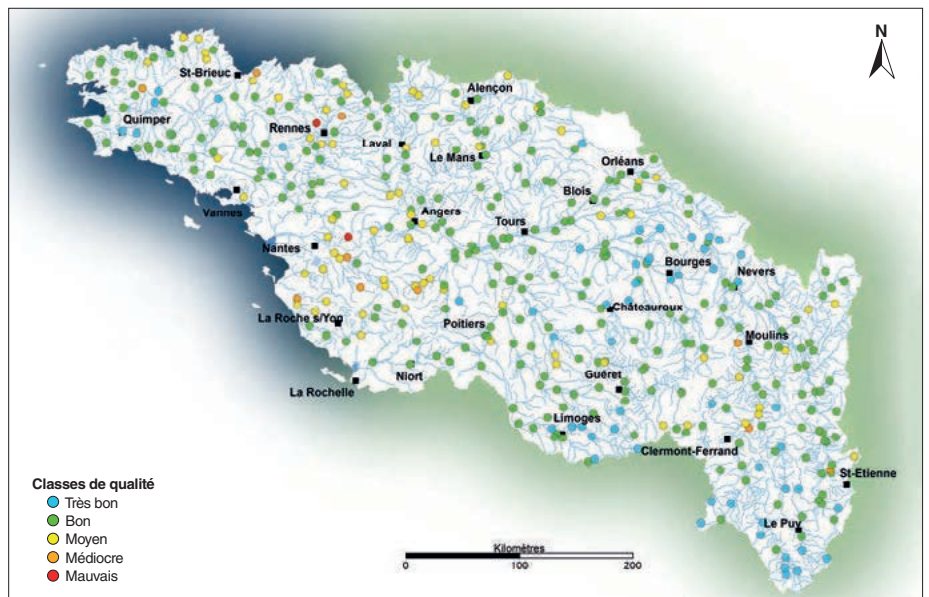 N
St-Brieuc
Alençon
Quimper
Rennes
Laval
Le Mans
Orléans
Blois
Vannes
Angers
Tours
Nantes
Bourges
Nevers
Châteauroux
La Roche s/Yon
Poitiers
Moulins
Niort
Guéret
La Rochelle
Limoges
Clermont-Ferrand
St-Etienne
Le Puy
Classes de qualité
Très bon
Bon
Moyen
Médiocre
Mauvais
Kilomètres
0 100 200